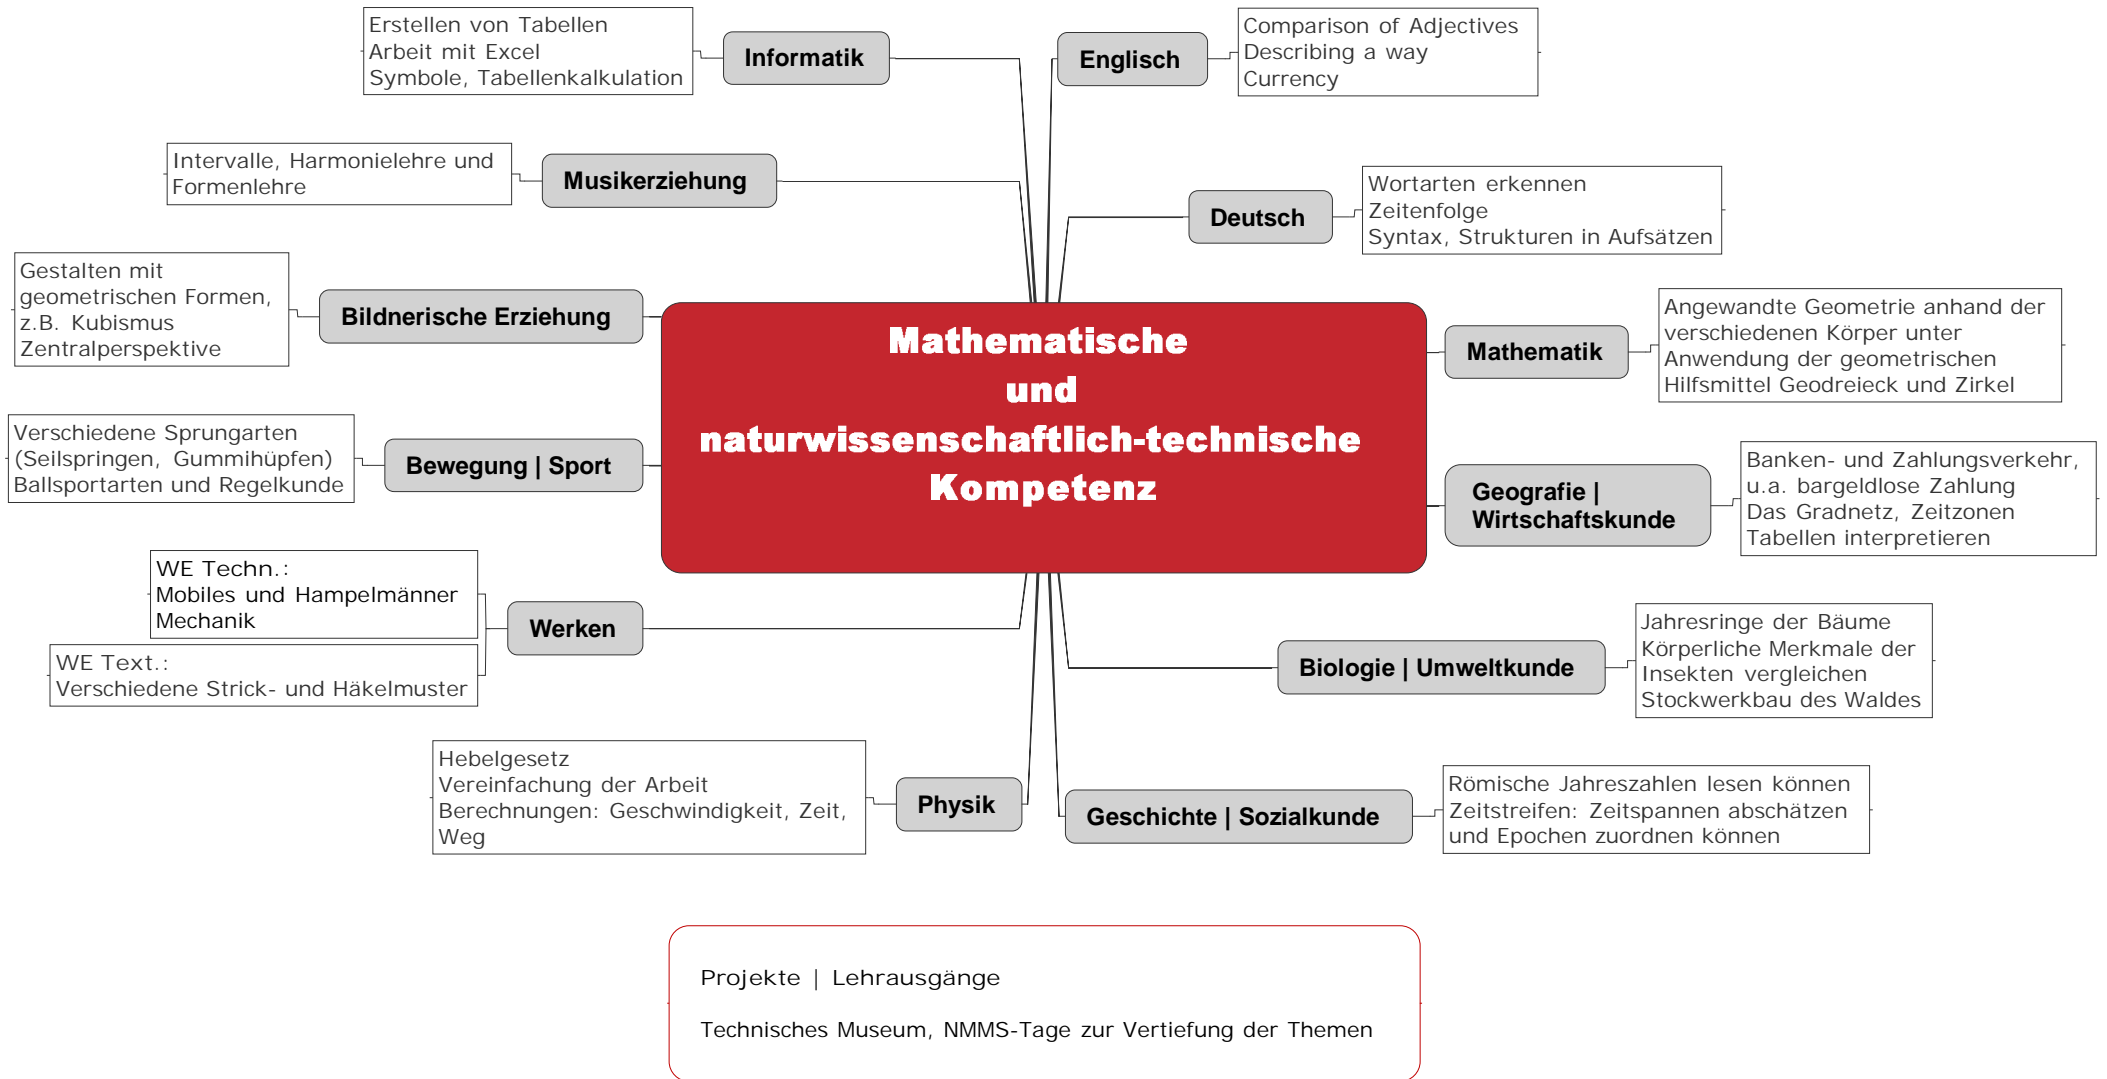 Erstellen von Tabellen
Arbeit mit Excel
Symbole, Tabellenkalkulation
Informatik
Englisch
Comparison of Adjectives
Describing a way
Currency
Intervalle, Harmonielehre und
Formenlehre
Musikerziehung
Deutsch
Wortarten erkennen
Zeitenfolge
Syntax, Strukturen in Aufsätzen
Gestalten mit
geometrischen Formen,
z.B. Kubismus
Zentralperspektive
Bildnerische Erziehung
Mathematische
und
naturwissenschaftlich-technische
Kompetenz
Mathematik
Angewandte Geometrie anhand der
verschiedenen Körper unter
Anwendung der geometrischen
Hilfsmittel Geodreieck und Zirkel
Verschiedene Sprungarten
(Seilspringen, Gummihüpfen)
Ballsportarten und Regelkunde
Bewegung | Sport
Geografie |
Wirtschaftskunde
Banken- und Zahlungsverkehr,
u.a. bargeldlose Zahlung
Das Gradnetz, Zeitzonen
Tabellen interpretieren
WE Techn.:
Mobiles und Hampelmänner
Mechanik
WE Text.:
Verschiedene Strick- und Häkelmuster
Werken
Biologie | Umweltkunde
Jahresringe der Bäume
Körperliche Merkmale der
Insekten vergleichen
Stockwerkbau des Waldes
Hebelgesetz
Vereinfachung der Arbeit
Berechnungen: Geschwindigkeit, Zeit,
Weg
Physik
Geschichte | Sozialkunde
Römische Jahreszahlen lesen können
Zeitstreifen: Zeitspannen abschätzen
und Epochen zuordnen können
Projekte | Lehrausgänge
Technisches Museum, NMMS-Tage zur Vertiefung der Themen